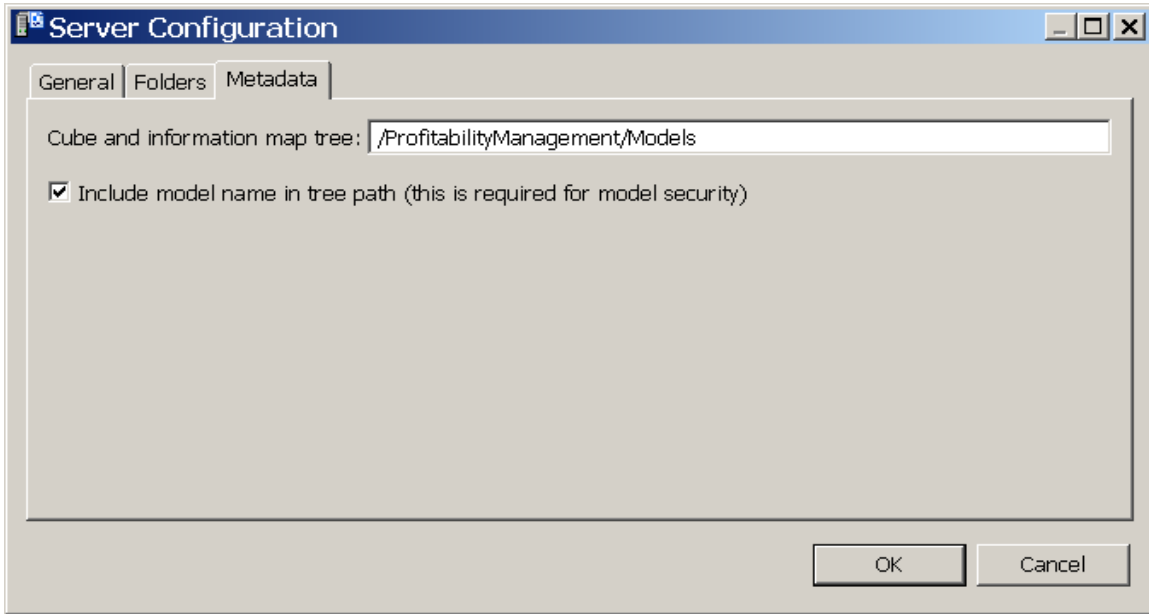 Server Configuration
General Folders Metadata
Cube and information map tree: /ProfitabilityManagement/Models
Include model name in tree path (this is required for model security)
OK Cancel